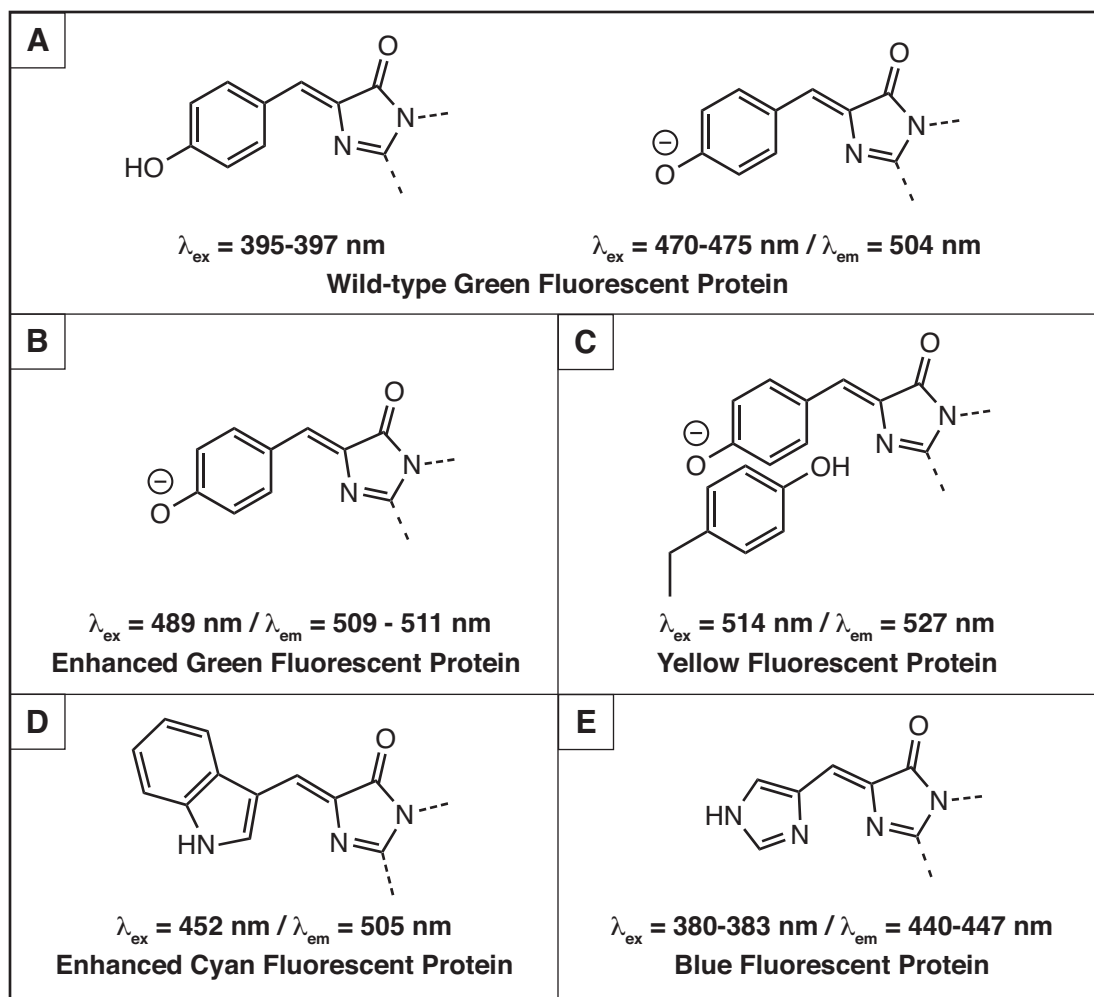 A
O
N
N
HO
λex = 395-397 nm
O
N
N
⊖
O
λex = 470-475 nm / λem = 504 nm
Wild-type Green Fluorescent Protein
B
O
N
N
⊖
O
λex = 489 nm / λem = 509 - 511 nm
Enhanced Green Fluorescent Protein
C
O
N
N
⊖
O
OH
λex = 514 nm / λem = 527 nm
Yellow Fluorescent Protein
D
O
N
N
HN
λex = 452 nm / λem = 505 nm
Enhanced Cyan Fluorescent Protein
E
O
N
N
HN
N
λex = 380-383 nm / λem = 440-447 nm
Blue Fluorescent Protein